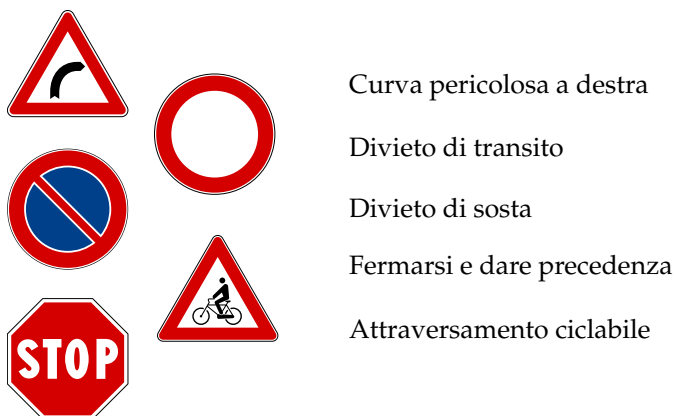 Curva pericolosa a destra
Divieto di transito
Divieto di sosta
Fermarsi e dare precedenza
Attraversamento ciclabile
STOP